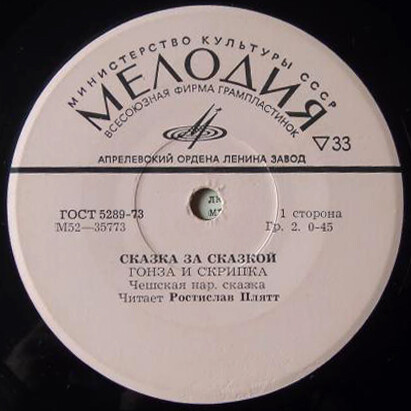 МИНИСТЕРСТВО КУЛЬТУРЫ СССР
МЕЛОДИЯ
ВСЕСОЮЗНАЯ ФИРМА ГРАМПЛАСТИНОК
▽33
АПРЕЛЕВСКИЙ ОРДЕНА ЛЕНИНА ЗАВОД
ГОСТ 5289-73
М52—35773
1 сторона
Гр. 2. 0-45
СКАЗКА ЗА СКАЗКОЙ
ГОНЗА И СКРИПКА
Чешская нар. сказка
Читает Ростислав Плятт